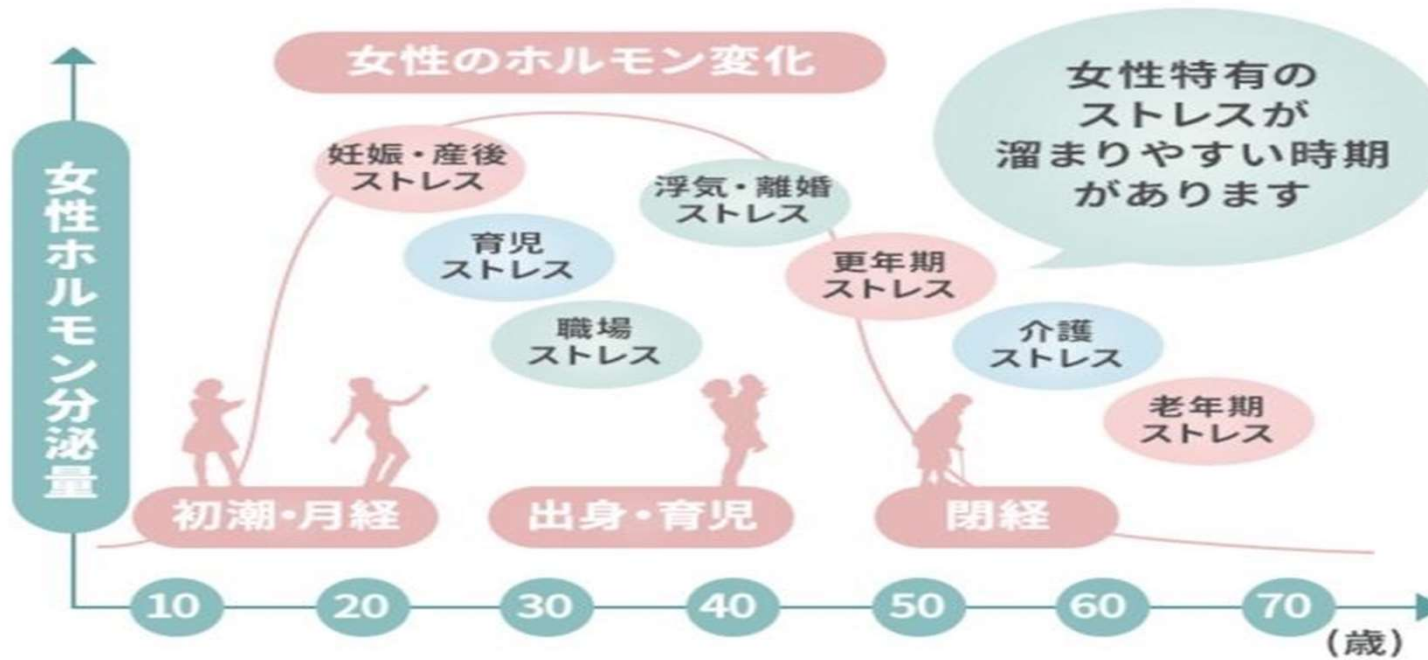 女性のホルモン変化
女性特有の
ストレスが
溜まりやすい時期
があります
女性ホルモン分泌量
妊娠・産後
ストレス
育児
ストレス
職場
ストレス
浮気・離婚
ストレス
更年期
ストレス
介護
ストレス
老年期
ストレス
初潮・月経
出身・育児
閉経
10
20
30
40
50
60
70
(歳)